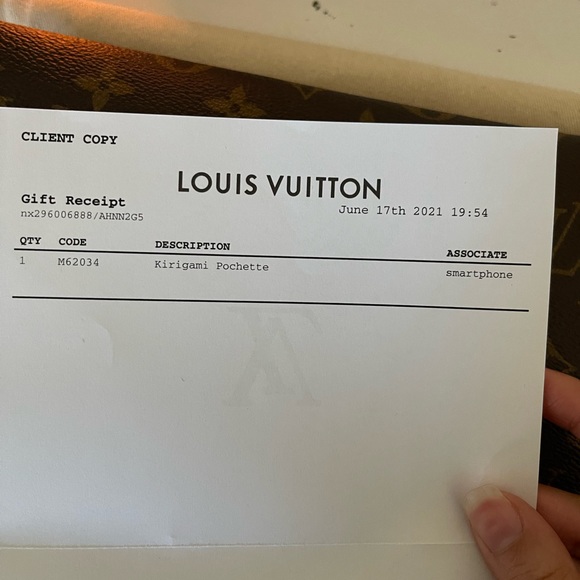 CLIENT COPY
LOUIS VUITTON
Gift Receipt
June 17th 2021 19:54
nx296006888/AHNN2G5
QTY CODE DESCRIPTION ASSOCIATE
1 M62034 Kirigami Pochette smartphone